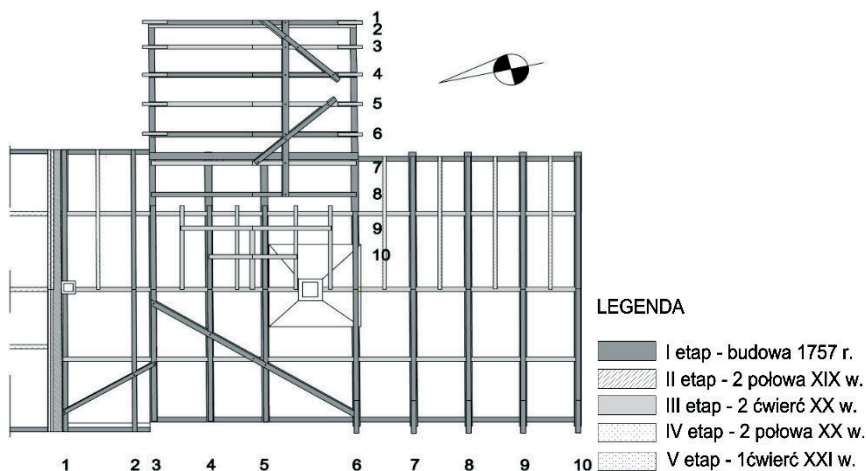 1
2
3
4
5
6
7
8
9
10
LEGENDA
I etap - budowa 1757 r.
II etap - 2 połowa XIX w.
III etap - 2 ćwierć XX w.
IV etap - 2 połowa XX w.
V etap - 1ćwierć XXI w.
1 2 3 4 5 6 7 8 9 10